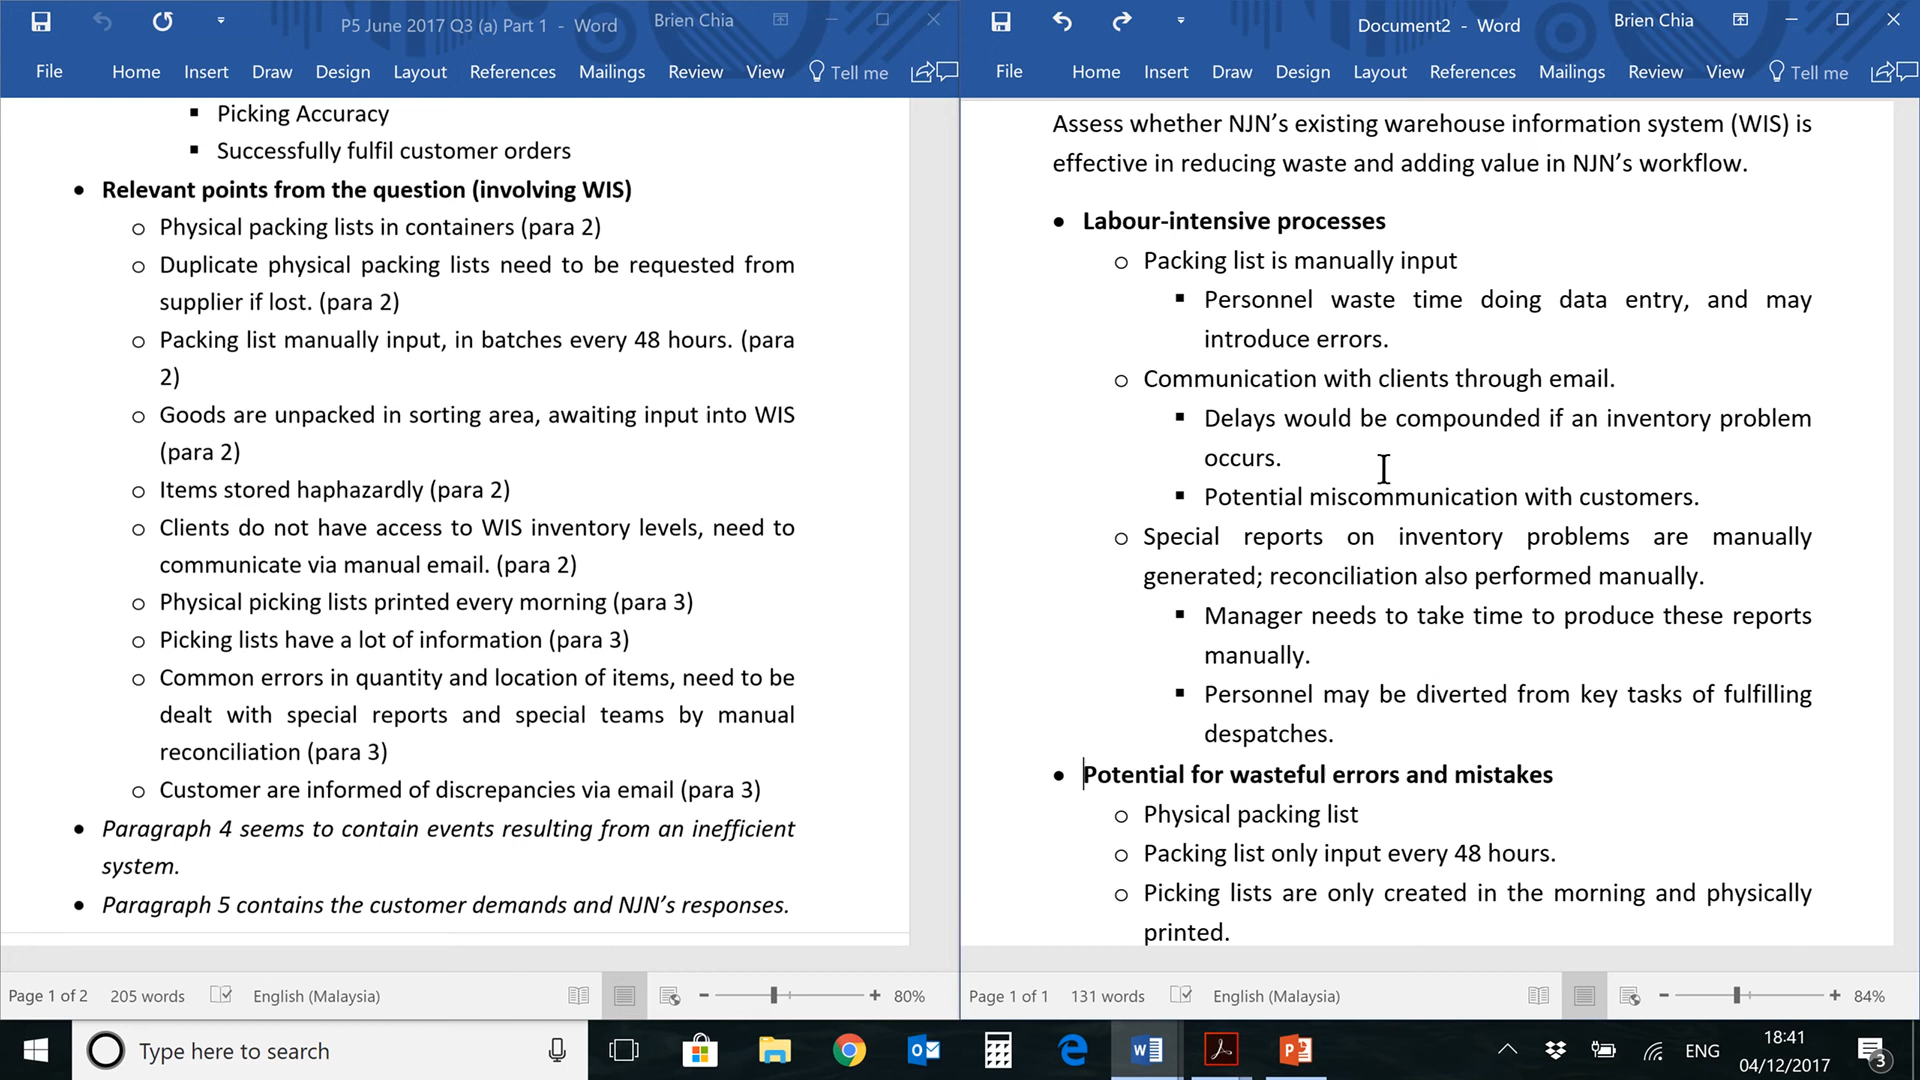 P5 June 2017 Q3 (a) Part 1 - Word
Brien Chia
File Home Insert Draw Design Layout References Mailings Review View Tell me
▪ Picking Accuracy
▪ Successfully fulfil customer orders
• Relevant points from the question (involving WIS)
o Physical packing lists in containers (para 2)
o Duplicate physical packing lists need to be requested from
supplier if lost. (para 2)
o Packing list manually input, in batches every 48 hours. (para
2)
o Goods are unpacked in sorting area, awaiting input into WIS
(para 2)
o Items stored haphazardly (para 2)
o Clients do not have access to WIS inventory levels, need to
communicate via manual email. (para 2)
o Physical picking lists printed every morning (para 3)
o Picking lists have a lot of information (para 3)
o Common errors in quantity and location of items, need to be
dealt with special reports and special teams by manual
reconciliation (para 3)
o Customer are informed of discrepancies via email (para 3)
• Paragraph 4 seems to contain events resulting from an inefficient
system.
• Paragraph 5 contains the customer demands and NJN's responses.
Page 1 of 2 205 words English (Malaysia) 80%
Document2 - Word
Brien Chia
File Home Insert Draw Design Layout References Mailings Review View Tell me
Assess whether NJN's existing warehouse information system (WIS) is
effective in reducing waste and adding value in NJN's workflow.
• Labour-intensive processes
o Packing list is manually input
▪ Personnel waste time doing data entry, and may
introduce errors.
o Communication with clients through email.
▪ Delays would be compounded if an inventory problem
occurs.
▪ Potential miscommunication with customers.
o Special reports on inventory problems are manually
generated; reconciliation also performed manually.
▪ Manager needs to take time to produce these reports
manually.
▪ Personnel may be diverted from key tasks of fulfilling
despatches.
• Potential for wasteful errors and mistakes
o Physical packing list
o Packing list only input every 48 hours.
o Picking lists are only created in the morning and physically
printed.
Page 1 of 1 131 words English (Malaysia) 84%
Type here to search
ENG
18:41
04/12/2017
3